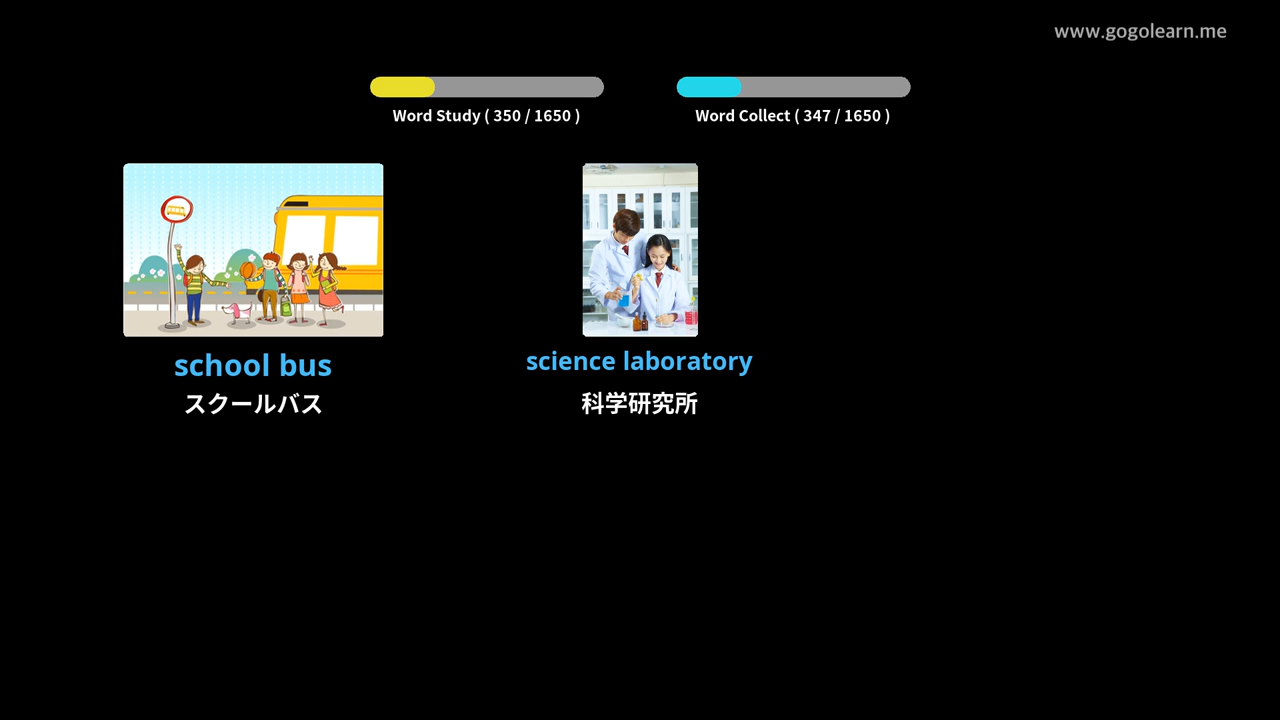 www.gogolearn.me
Word Study ( 350 / 1650 )
Word Collect ( 347 / 1650 )
school bus
science laboratory
スクールバス
科学研究所